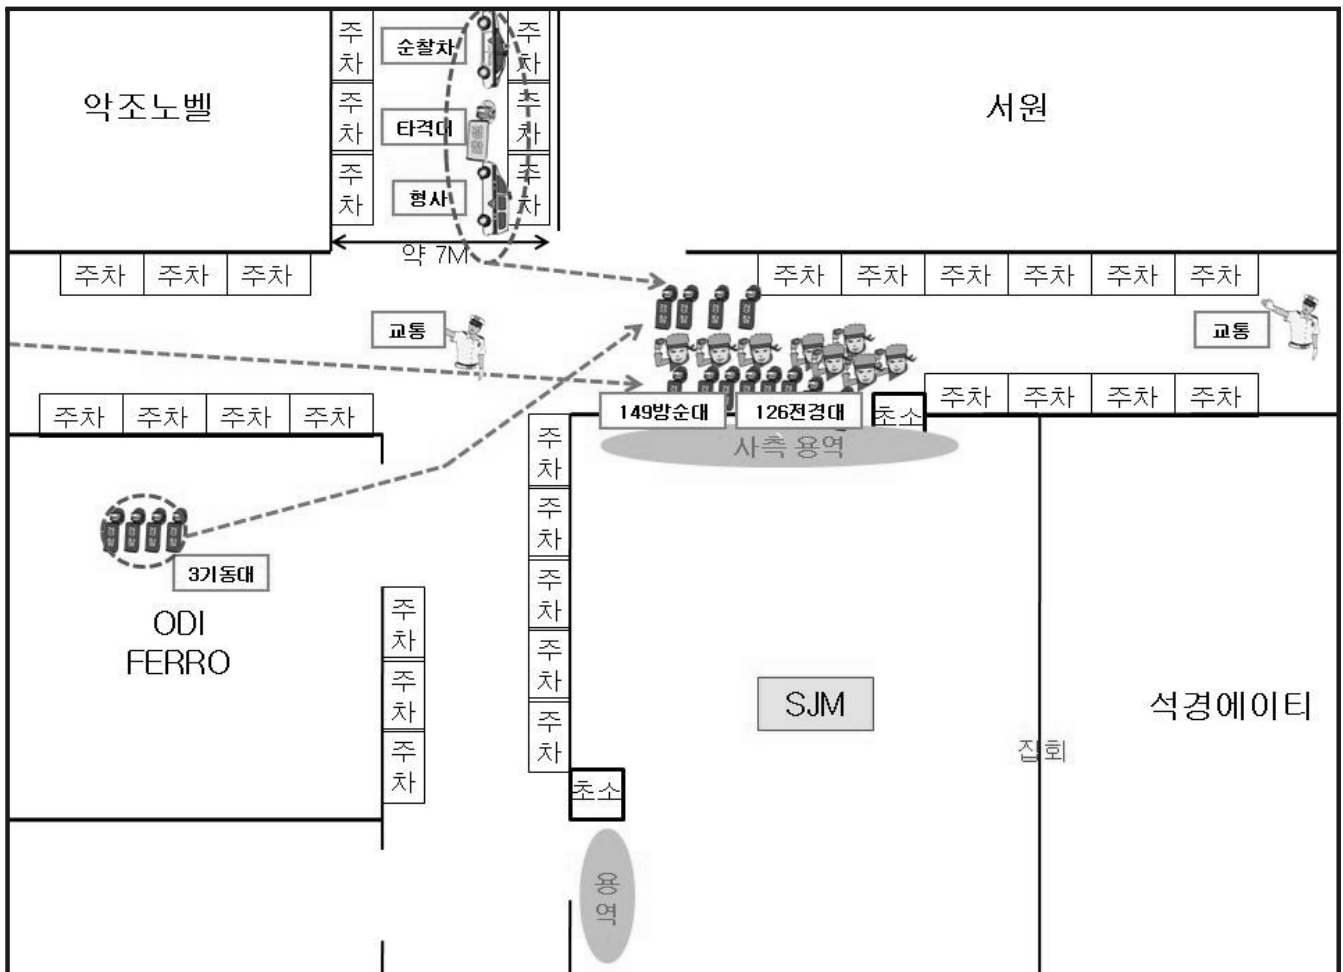 주차
주차
순찰차
악조노벨
서원
주차
주차
타격대
주차
주차
형사
약 7M
주차 주차 주차
주차 주차 주차 주차 주차 주차
교통
교통
주차 주차 주차 주차
149방순대
126전경대
초소
주차 주차 주차 주차
사측 용역
주차
주차
주차
주차
주차
3기동대
ODI
FERRO
주차
주차
주차
SJM
석경에이티
집회
초소
용역